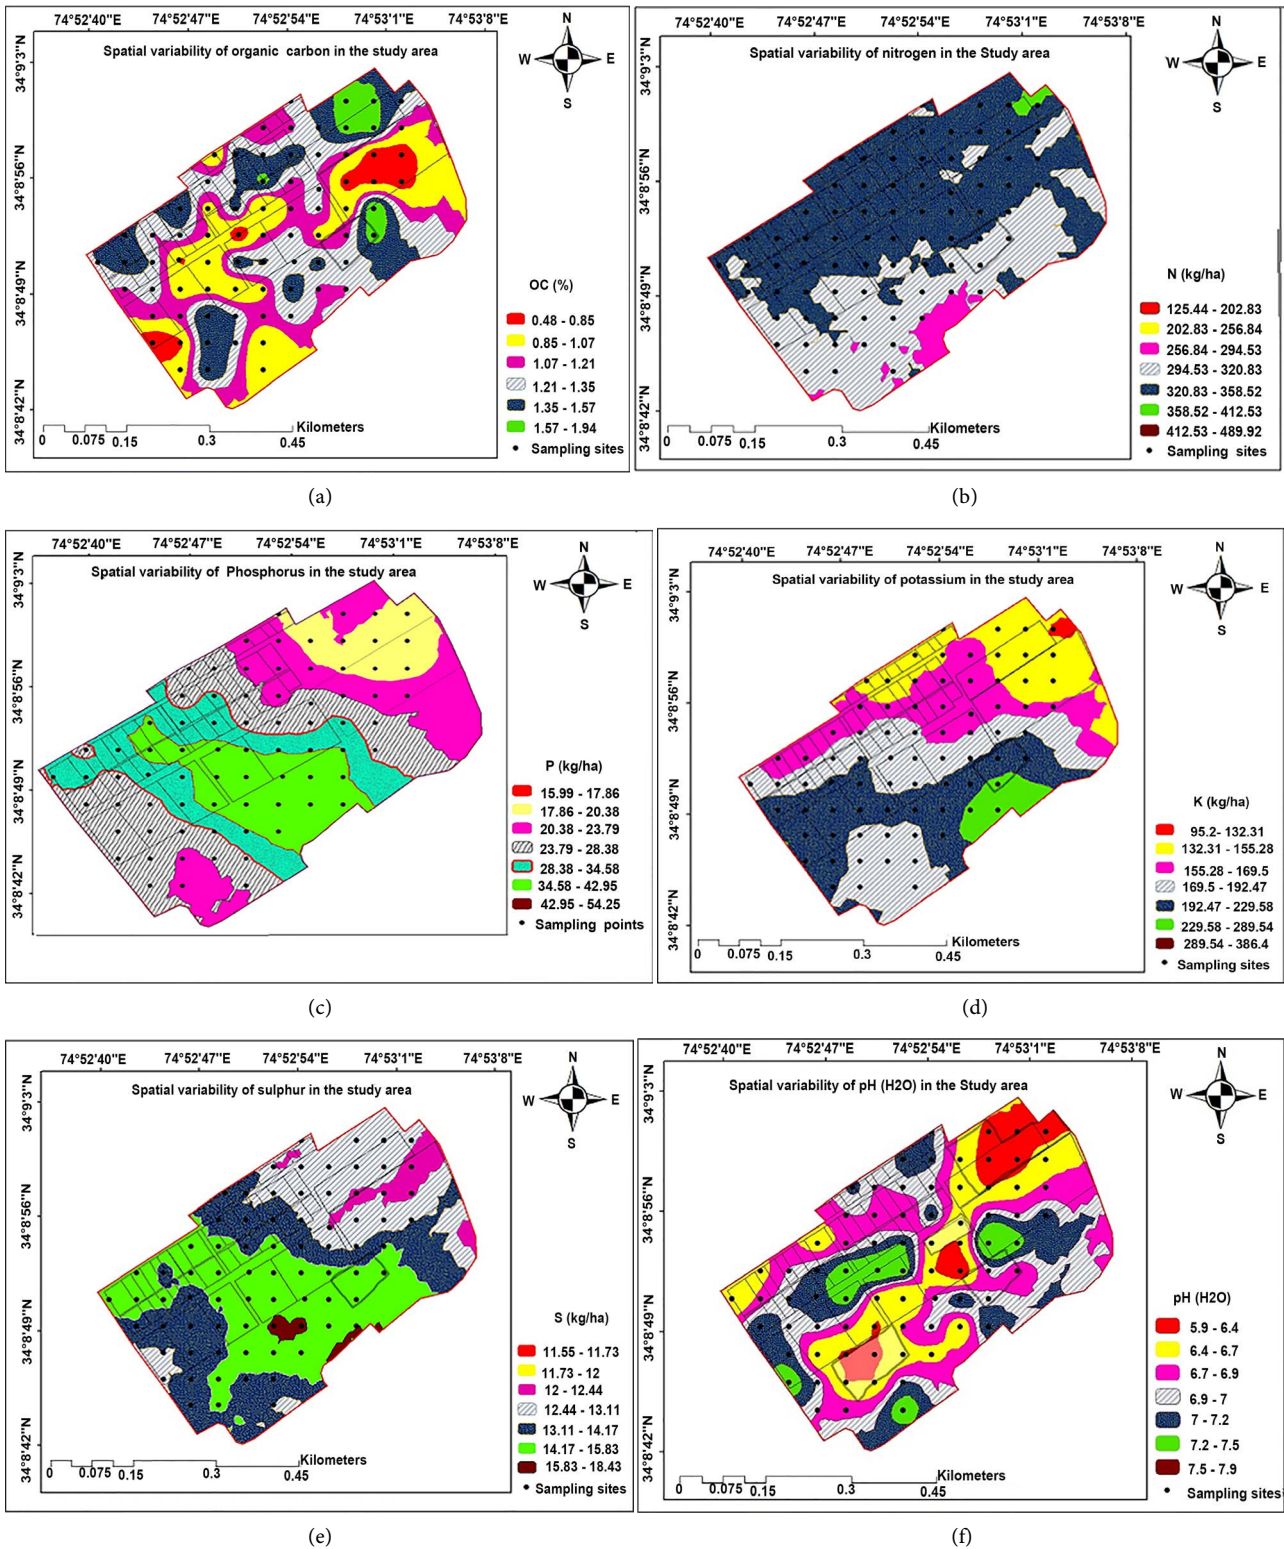 74°52'40"E 74°52'47"E 74°52'54"E 74°53'1"E 74°53'8"E
Spatial variability of organic carbon in the study area
N
W E
S
34°9'3"N
34°8'56"N
34°8'49"N
34°8'42"N
OC (%)
0.48 - 0.85
0.85 - 1.07
1.07 - 1.21
1.21 - 1.35
1.35 - 1.57
1.57 - 1.94
Sampling sites
Kilometers
0 0.075 0.15 0.3 0.45
(a)
74°52'40"E 74°52'47"E 74°52'54"E 74°53'1"E 74°53'8"E
Spatial variability of nitrogen in the Study area
N
W E
S
34°9'3"N
34°8'56"N
34°8'49"N
34°8'42"N
N (kg/ha)
125.44 - 202.83
202.83 - 256.84
256.84 - 294.53
294.53 - 320.83
320.83 - 358.52
358.52 - 412.53
412.53 - 489.92
Sampling sites
Kilometers
0 0.075 0.15 0.3 0.45
(b)
74°52'40"E 74°52'47"E 74°52'54"E 74°53'1"E 74°53'8"E
Spatial variability of Phosphorus in the study area
N
W E
S
34°9'3"N
34°8'56"N
34°8'49"N
34°8'42"N
P (kg/ha)
15.99 - 17.86
17.86 - 20.38
20.38 - 23.79
23.79 - 28.38
28.38 - 34.58
34.58 - 42.95
42.95 - 54.25
Sampling points
(c)
74°52'40"E 74°52'47"E 74°52'54"E 74°53'1"E 74°53'8"E
Spatial variability of potassium in the study area
N
W E
S
34°9'3"N
34°8'56"N
34°8'49"N
34°8'42"N
K (kg/ha)
95.2- 132.31
132.31 - 155.28
155.28 - 169.5
169.5 - 192.47
192.47 - 229.58
229.58 - 289.54
289.54 - 386.4
Sampling sites
Kilometers
0 0.075 0.15 0.3 0.45
(d)
74°52'40"E 74°52'47"E 74°52'54"E 74°53'1"E 74°53'8"E
Spatial variability of sulphur in the study area
N
W E
S
34°9'3"N
34°8'56"N
34°8'49"N
34°8'42"N
S (kg/ha)
11.55 - 11.73
11.73 - 12
12 - 12.44
12.44 - 13.11
13.11 - 14.17
14.17 - 15.83
15.83 - 18.43
Sampling sites
Kilometers
0 0.075 0.15 0.3 0.45
(e)
74°52'40"E 74°52'47"E 74°52'54"E 74°53'1"E 74°53'8"E
Spatial variability of pH (H2O) in the Study area
N
W E
S
34°9'3"N
34°8'56"N
34°8'49"N
34°8'42"N
pH (H2O)
5.9 - 6.4
6.4 - 6.7
6.7 - 6.9
6.9 - 7
7 - 7.2
7.2 - 7.5
7.5 - 7.9
Sampling sites
Kilometers
0 0.075 0.15 0.3 0.45
(f)